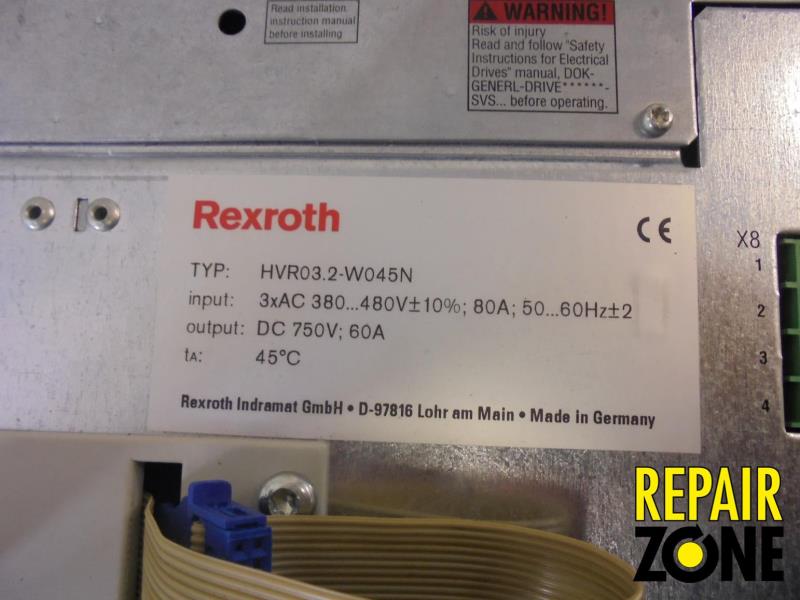 Read installation
instruction manual
before installing
WARNING!
Risk of injury
Read and follow "Safety
Instructions for Electrical
Drives" manual, DOK-
GENERL-DRIVE******-
SVS... before operating.
Rexroth
CE
TYP: HVR03.2-W045N
input: 3xAC 380...480V±10%; 80A; 50...60Hz±2
output: DC 750V; 60A
tA: 45°C
Rexroth Indramat GmbH • D-97816 Lohr am Main • Made in Germany
X8
1
2
3
4
REPAIR
ZONE